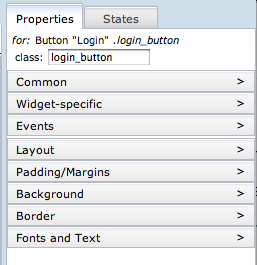 Properties States
for: Button "Login" .login_button
class: login_button
Common >
Widget-specific >
Events >
Layout >
Padding/Margins >
Background >
Border >
Fonts and Text >